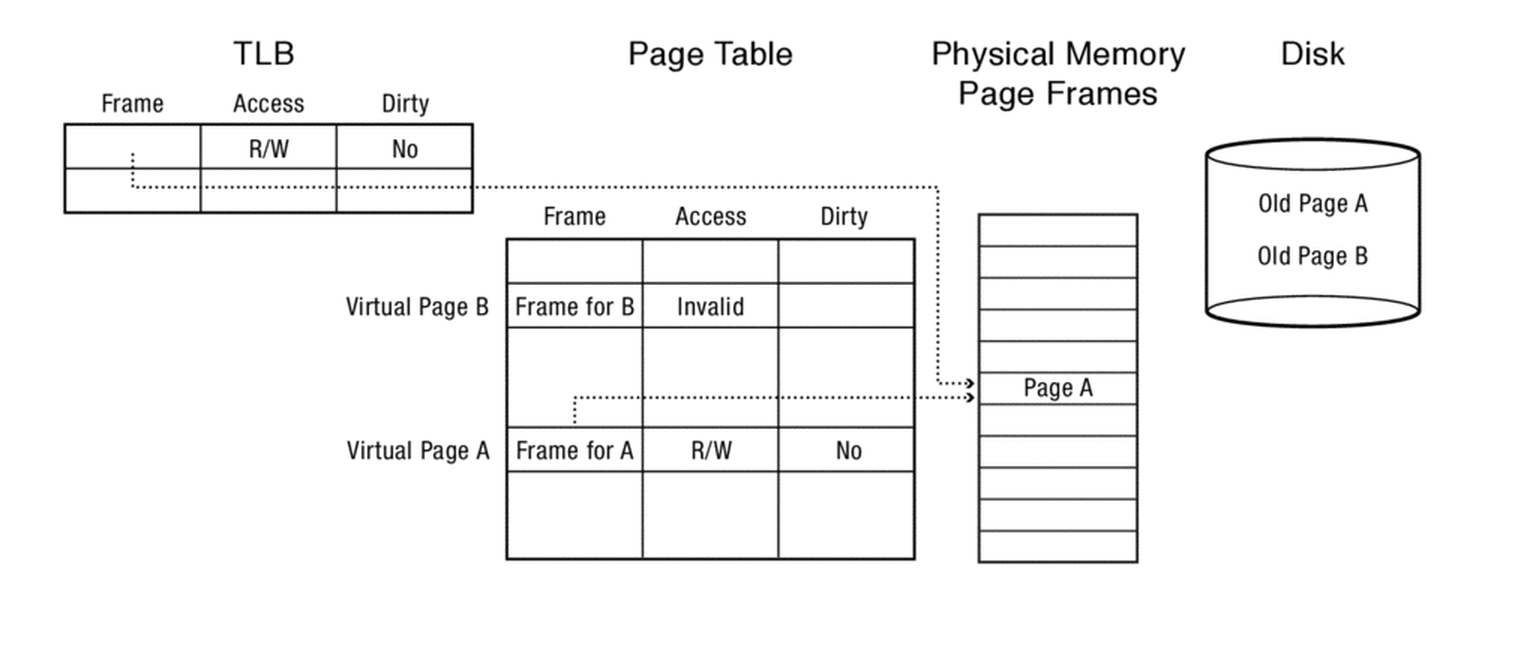 TLB
Page Table
Physical Memory
Page Frames
Disk
Frame Access Dirty
R/W No
Old Page A
Old Page B
Frame Access Dirty
Virtual Page B Frame for B Invalid
Page A
Virtual Page A Frame for A R/W No